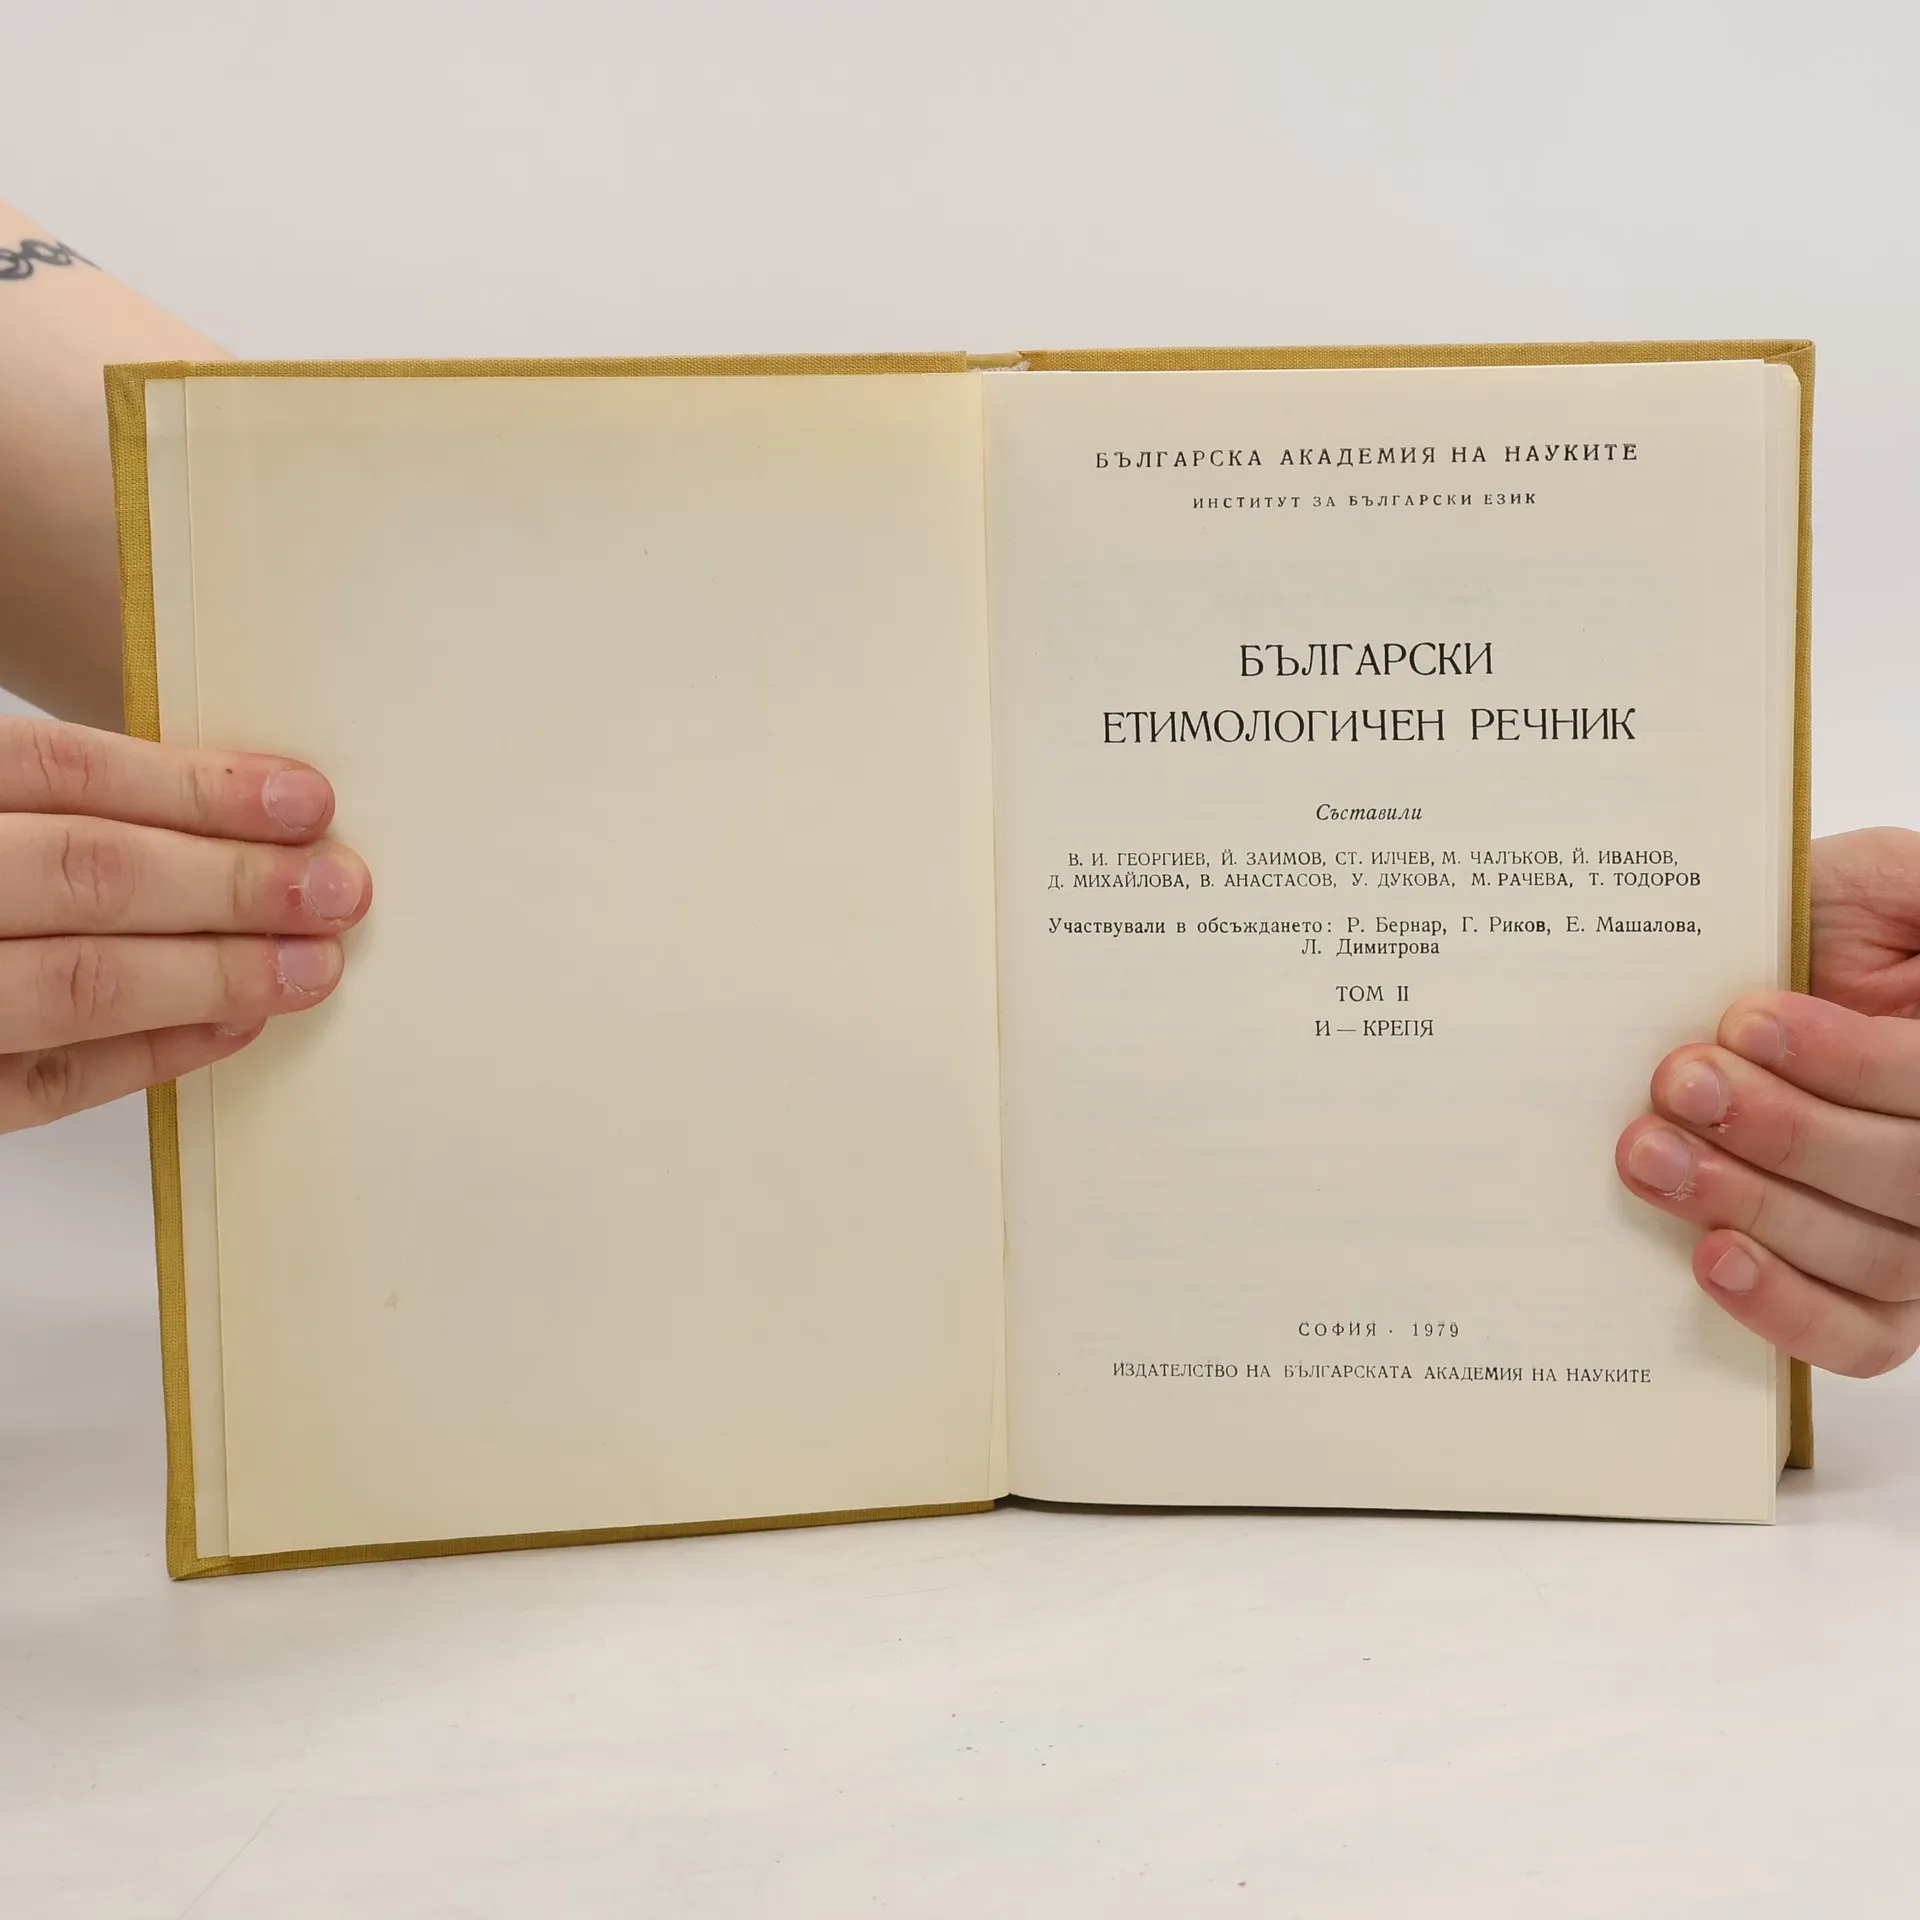 БЪЛГАРСКА АКАДЕМИЯ НА НАУКИТЕ
ИНСТИТУТ ЗА БЪЛГАРСКИ ЕЗИК
БЪЛГАРСКИ
ЕТИМОЛОГИЧЕН РЕЧНИК
Съставили
В. И. ГЕОРГИЕВ, Й. ЗАИМОВ, СТ. ИЛЧЕВ, М. ЧАЛЪКОВ, Й. ИВАНОВ,
Д. МИХАЙЛОВА, В. АНАСТАСОВ, У. ДУКОВА, М. РАЧЕВА, Т. ТОДОРОВ
Участвували в обсъждането: Р. Бернар, Г. Риков, Е. Машалова,
Л. Димитрова
ТОМ II
И — КРЕПЯ
СОФИЯ · 1979
ИЗДАТЕЛСТВО НА БЪЛГАРСКАТА АКАДЕМИЯ НА НАУКИТЕ